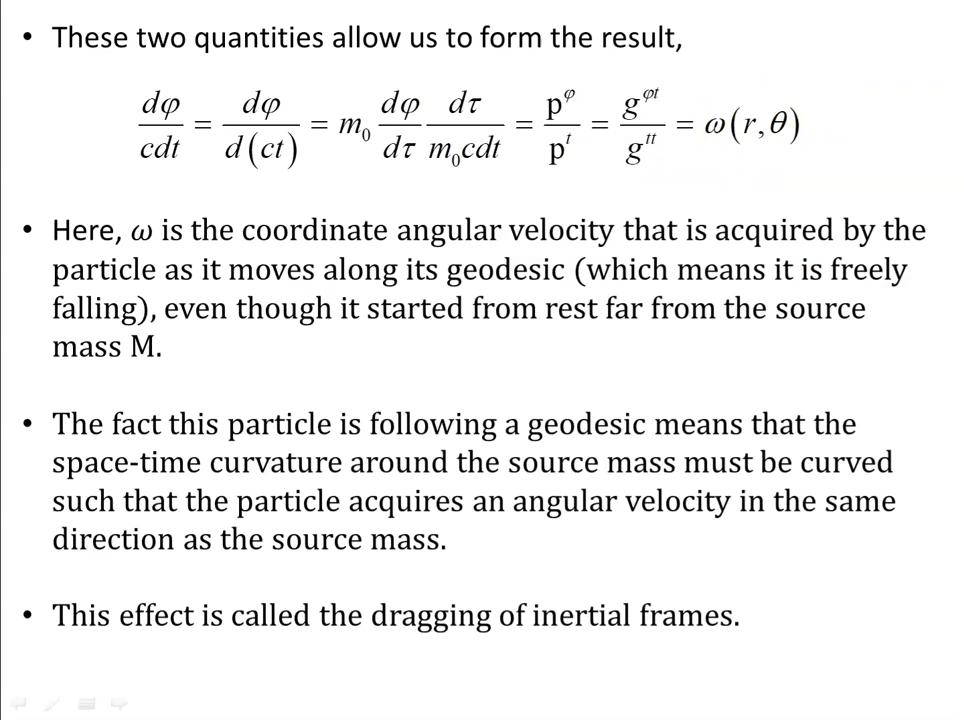 • These two quantities allow us to form the result,
dφ/cdt = dφ/d(ct) = m₀ dφ/dτ dτ/m₀cdt = p^φ/p^t = g^φt/g^tt = ω(r,θ)
• Here, ω is the coordinate angular velocity that is acquired by the
particle as it moves along its geodesic (which means it is freely
falling), even though it started from rest far from the source
mass M.
• The fact this particle is following a geodesic means that the
space-time curvature around the source mass must be curved
such that the particle acquires an angular velocity in the same
direction as the source mass.
• This effect is called the dragging of inertial frames.